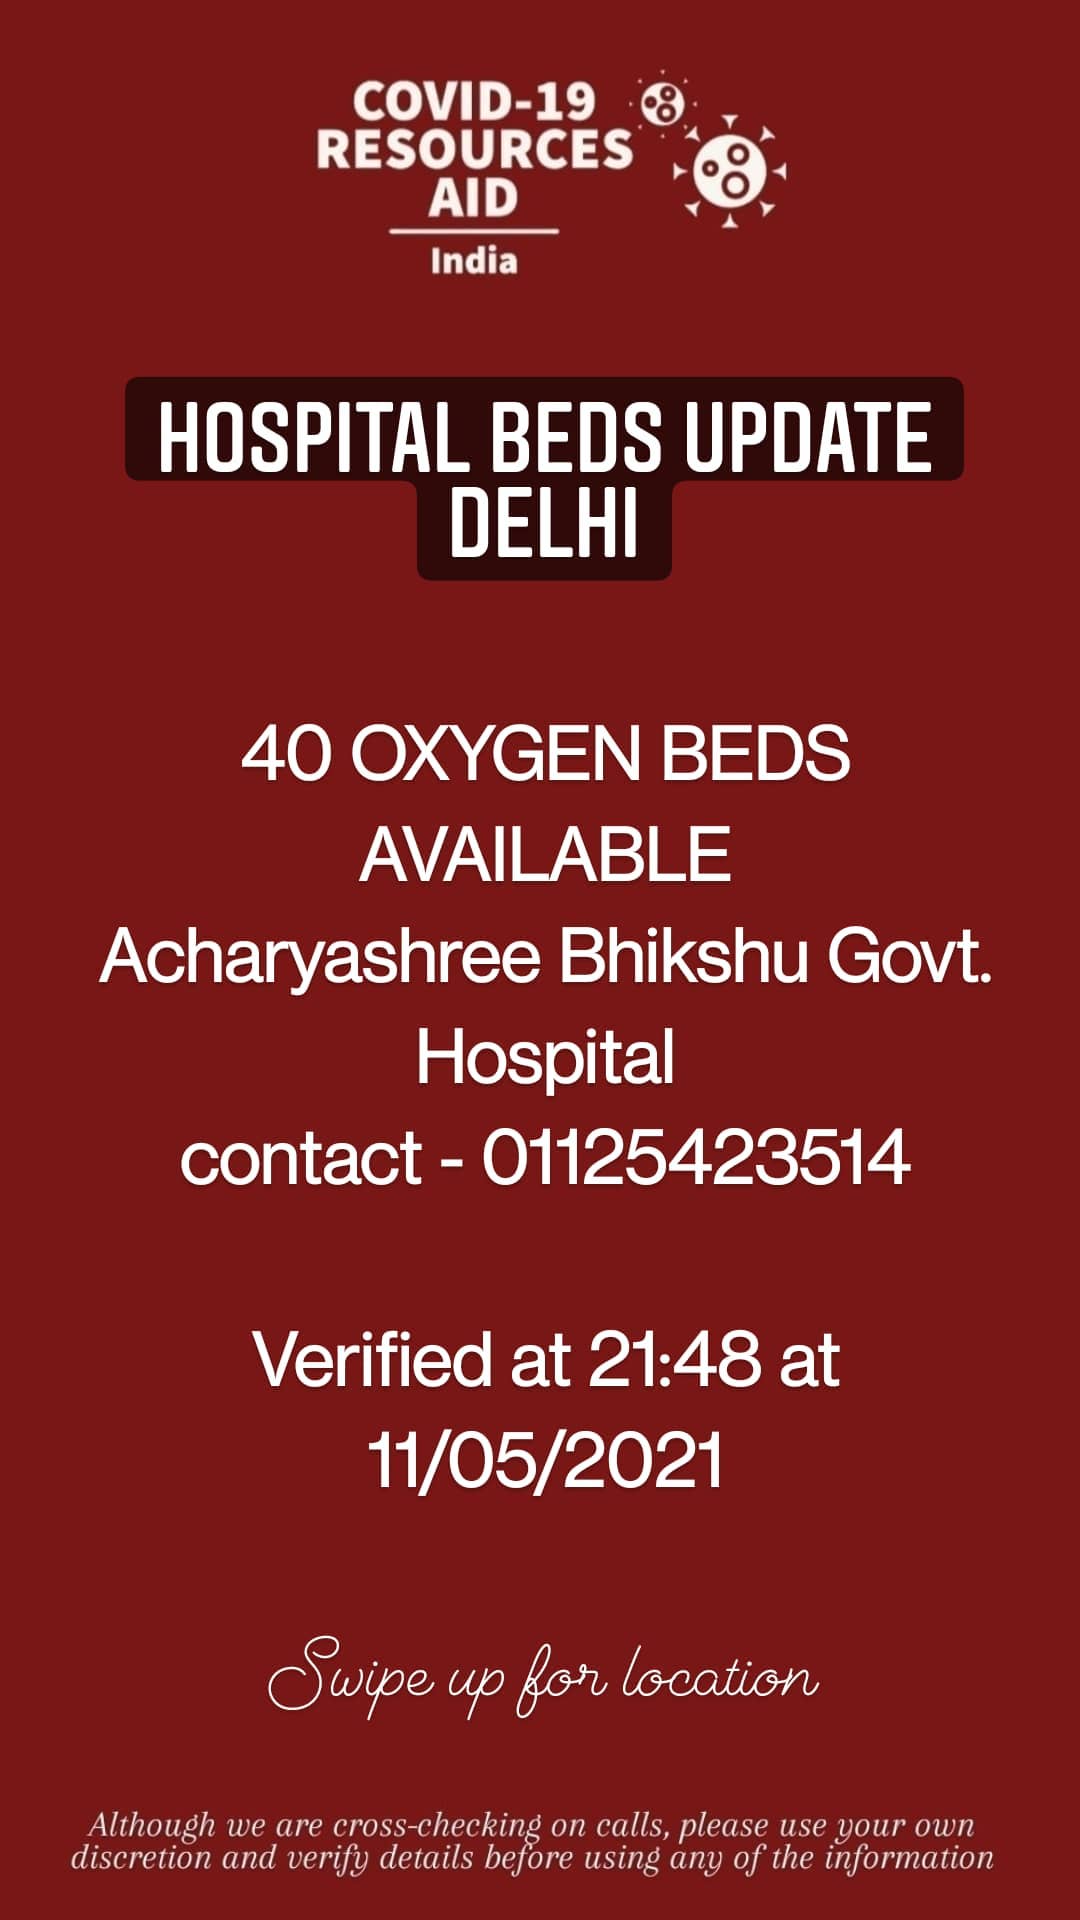 COVID-19
RESOURCES
AID
India
HOSPITAL BEDS UPDATE
DELHI
40 OXYGEN BEDS
AVAILABLE
Acharyashree Bhikshu Govt.
Hospital
contact - 01125423514
Verified at 21:48 at
11/05/2021
Swipe up for location
Although we are cross-checking on calls, please use your own
discretion and verify details before using any of the information